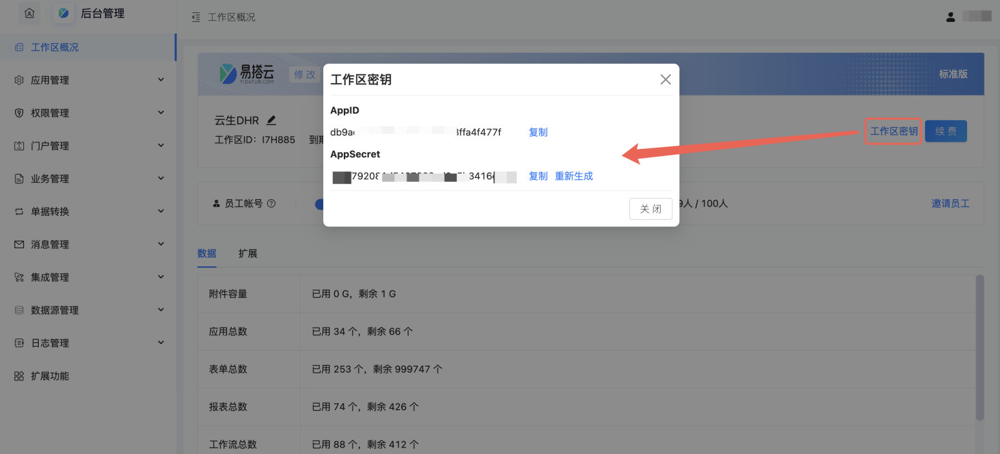 后台管理
工作区概况
工作区概况
应用管理
权限管理
门户管理
业务管理
单据转换
消息管理
集成管理
数据源管理
日志管理
扩展功能
易搭云
YIDAYUN.COM
修改
标准版
云生DHR
工作区ID：I7H885
到期
工作区密钥
续费
工作区密钥
AppID
db9a 3ffa4f477f 复制
AppSecret
79208 3416 复制 重新生成
关闭
员工帐号
9人 / 100人
邀请员工
数据 扩展
附件容量 已用 0 G，剩余 1 G
应用总数 已用 34 个，剩余 66 个
表单总数 已用 253 个，剩余 999747 个
报表总数 已用 74 个，剩余 426 个
工作流总数 已用 88 个，剩余 412 个